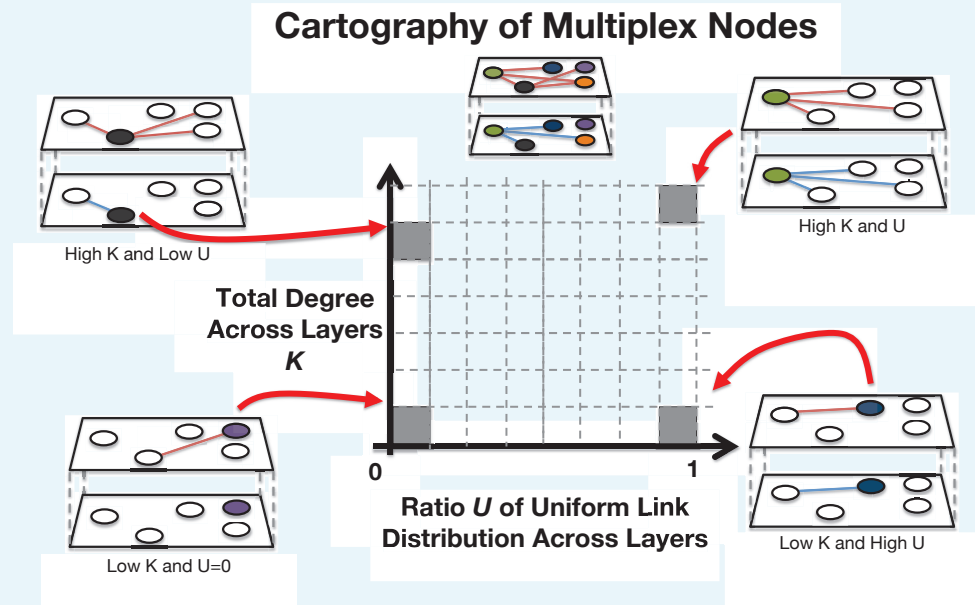 Cartography of Multiplex Nodes
High K and Low U
High K and U
Total Degree
Across Layers
K
0
1
Ratio U of Uniform Link
Distribution Across Layers
Low K and U=0
Low K and High U